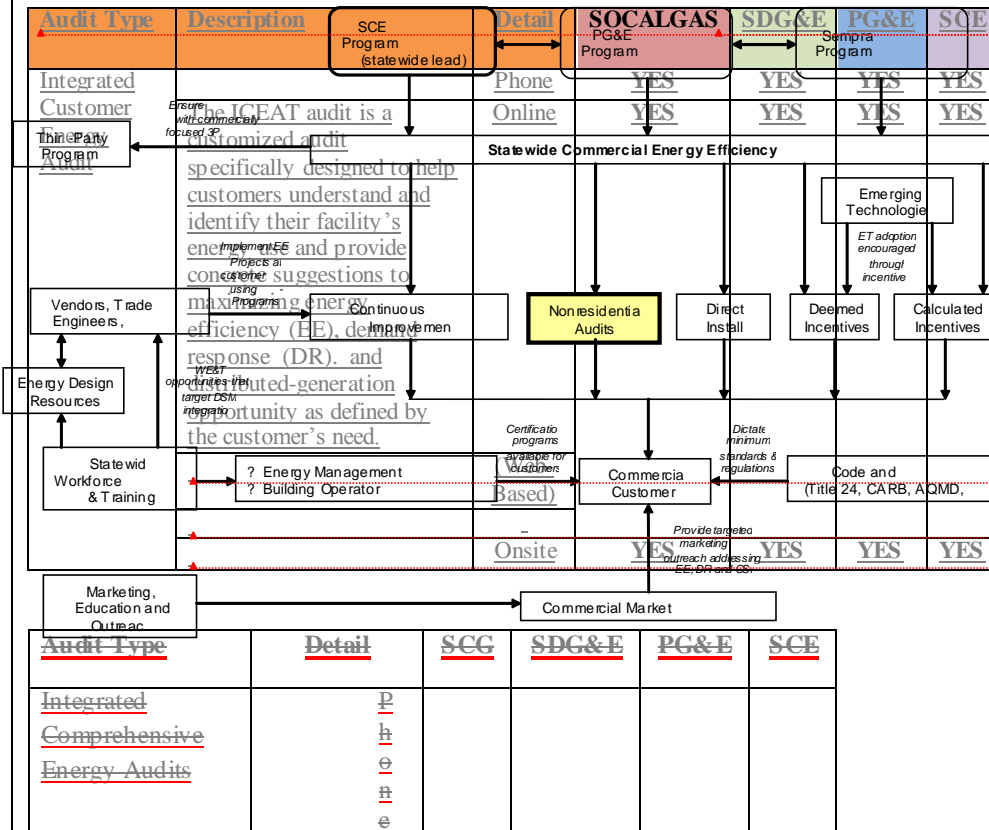 Audit Type Description Detail SOCALGAS SDG&E PG&E SCE
SCE
Program
(statewide lead)
PG&E
Program
Sempra
Program
Integrated
Customer
Energy
Audit
Phone YES YES YES YES
Online YES YES YES YES
The ICEAT audit is a
customized audit
specifically designed to help
customers understand and
identify their facility's
energy use and provide
concrete suggestions to
maximizing energy
efficiency (EE), demand
response (DR). and
distributed-generation
opportunity as defined by
the customer's need.
(Web
Based)
Onsite YES YES YES YES
Ensure
with commercially
focused 3P
Program
Statewide Commercial Energy Efficiency
Emerging
Technologie
ET adoption
encouraged
through
incentive
Implement EE
Projects at
customer
using
Programs
Vendors, Trade
Engineers,
Continuous
Improvemen
Nonresidentia
Audits
Direct
Install
Deemed
Incentives
Calculated
Incentives
Energy Design
Resources
WE&T
opportunities that
target DSM
integratio
Statewid
Workforce
& Training
? Energy Management
? Building Operator
Certificatio
programs
available for
customers
Commercia
Customer
Dictate
minimum
standards &
regulations
Code and
(Title 24, CARB, AQMD,
Provide targeted
marketing
outreach addressing
EE, DR and CSI
Marketing,
Education and
Outreac
Commercial Market
Audit Type Detail SCG SDG&E PG&E SCE
Integrated
Comprehensive
Energy Audits
P
h
o
n
e